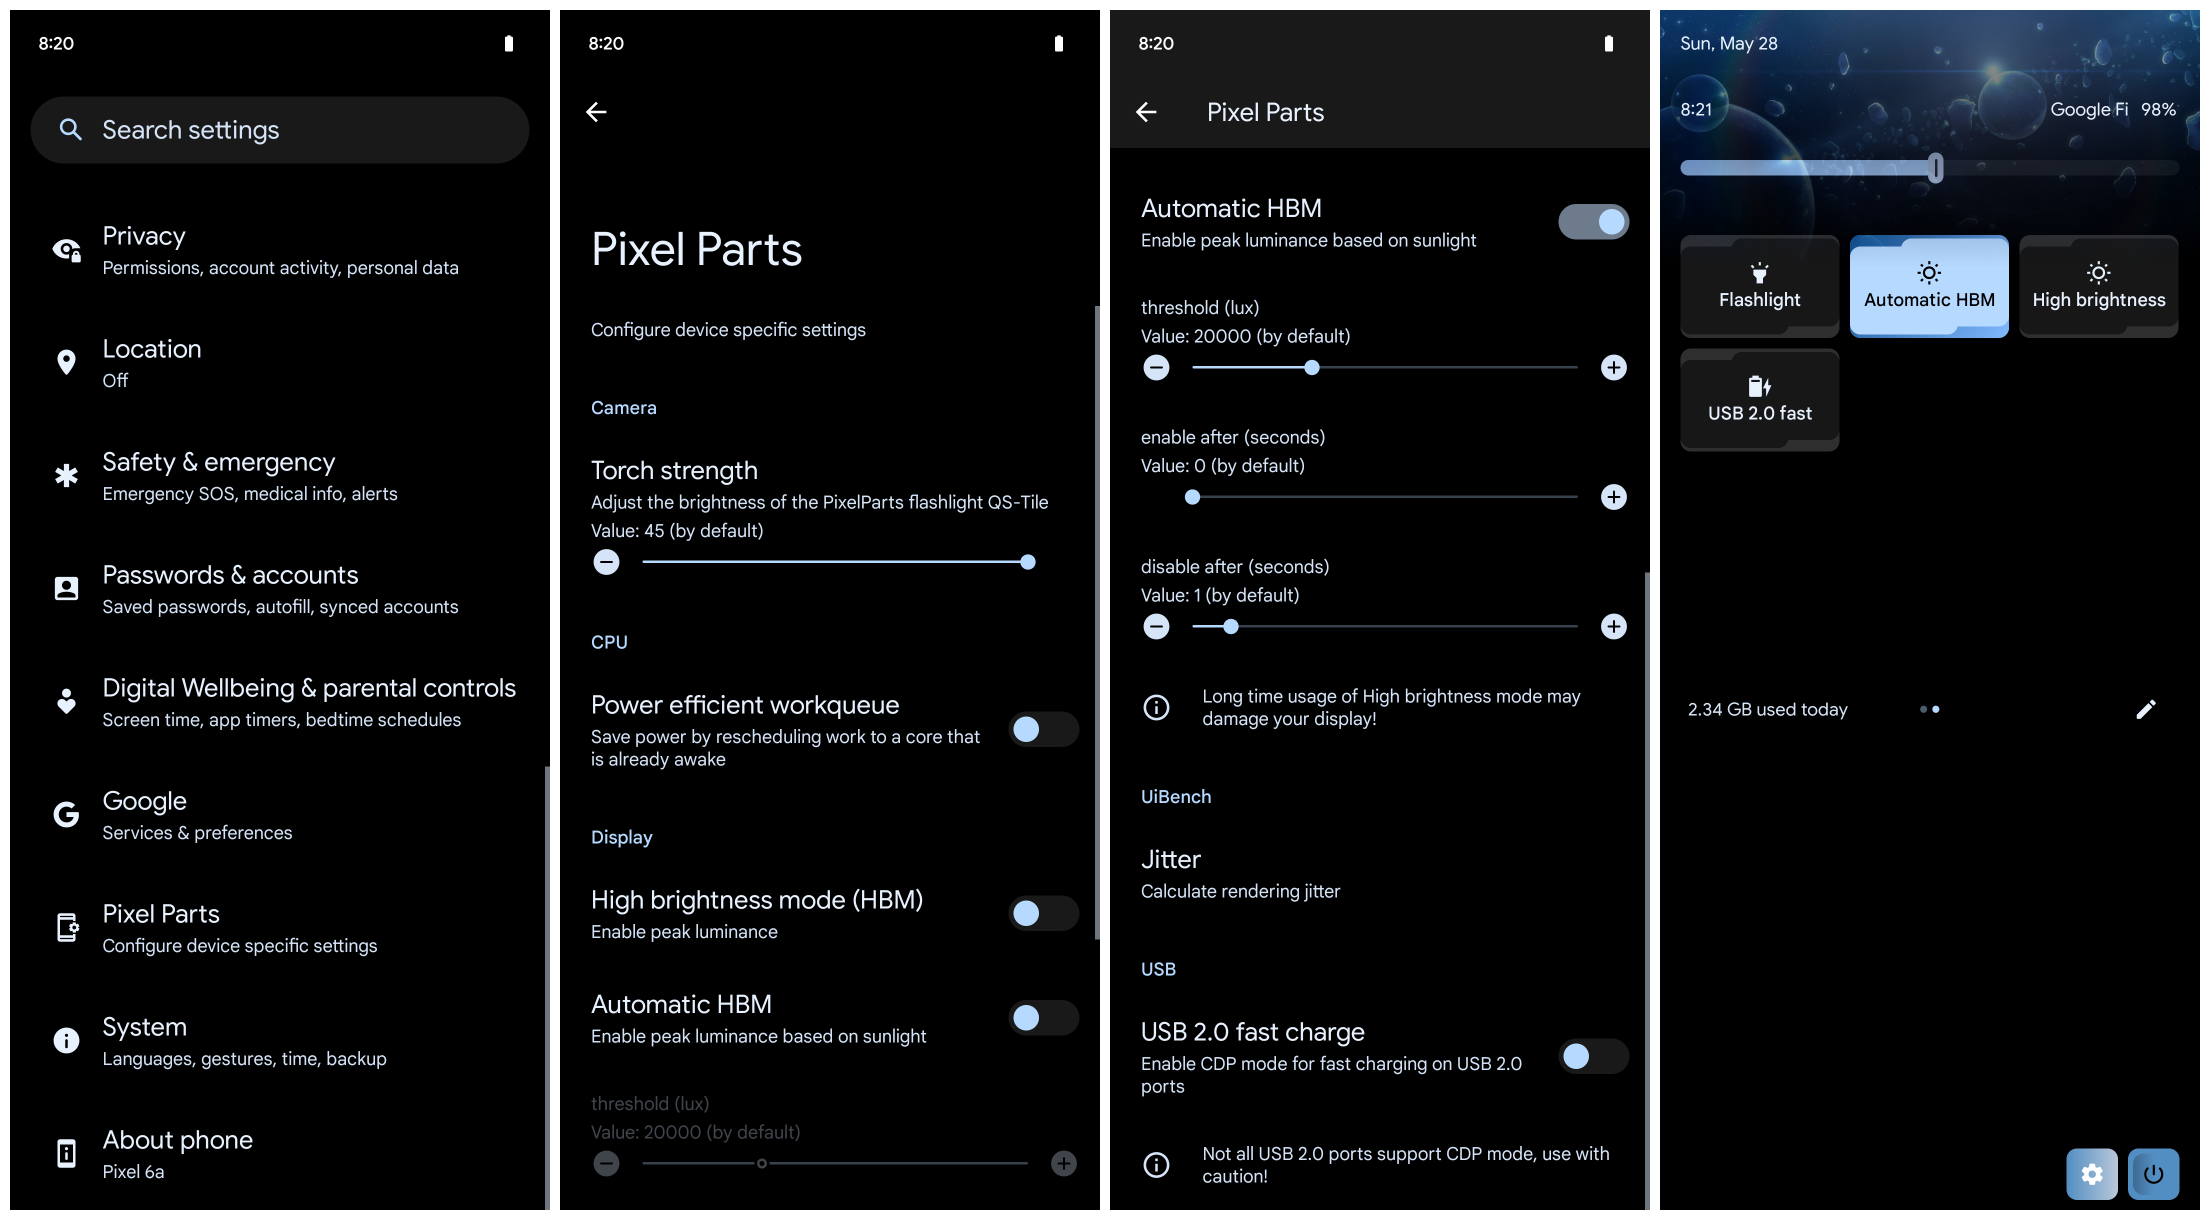 8:20
Search settings
Privacy
Permissions, account activity, personal data
Location
Off
Safety & emergency
Emergency SOS, medical info, alerts
Passwords & accounts
Saved passwords, autofill, synced accounts
Digital Wellbeing & parental controls
Screen time, app timers, bedtime schedules
Google
Services & preferences
Pixel Parts
Configure device specific settings
System
Languages, gestures, time, backup
About phone
Pixel 6a
8:20
Pixel Parts
Configure device specific settings
Camera
Torch strength
Adjust the brightness of the PixelParts flashlight QS-Tile
Value: 45 (by default)
CPU
Power efficient workqueue
Save power by rescheduling work to a core that
is already awake
Display
High brightness mode (HBM)
Enable peak luminance
Automatic HBM
Enable peak luminance based on sunlight
threshold (lux)
Value: 20000 (by default)
8:20
Pixel Parts
Automatic HBM
Enable peak luminance based on sunlight
threshold (lux)
Value: 20000 (by default)
enable after (seconds)
Value: 0 (by default)
disable after (seconds)
Value: 1 (by default)
Long time usage of High brightness mode may
damage your display!
UiBench
Jitter
Calculate rendering jitter
USB
USB 2.0 fast charge
Enable CDP mode for fast charging on USB 2.0
ports
Not all USB 2.0 ports support CDP mode, use with
caution!
Sun, May 28
8:21
Google Fi 98%
Flashlight
Automatic HBM
High brightness
USB 2.0 fast
2.34 GB used today